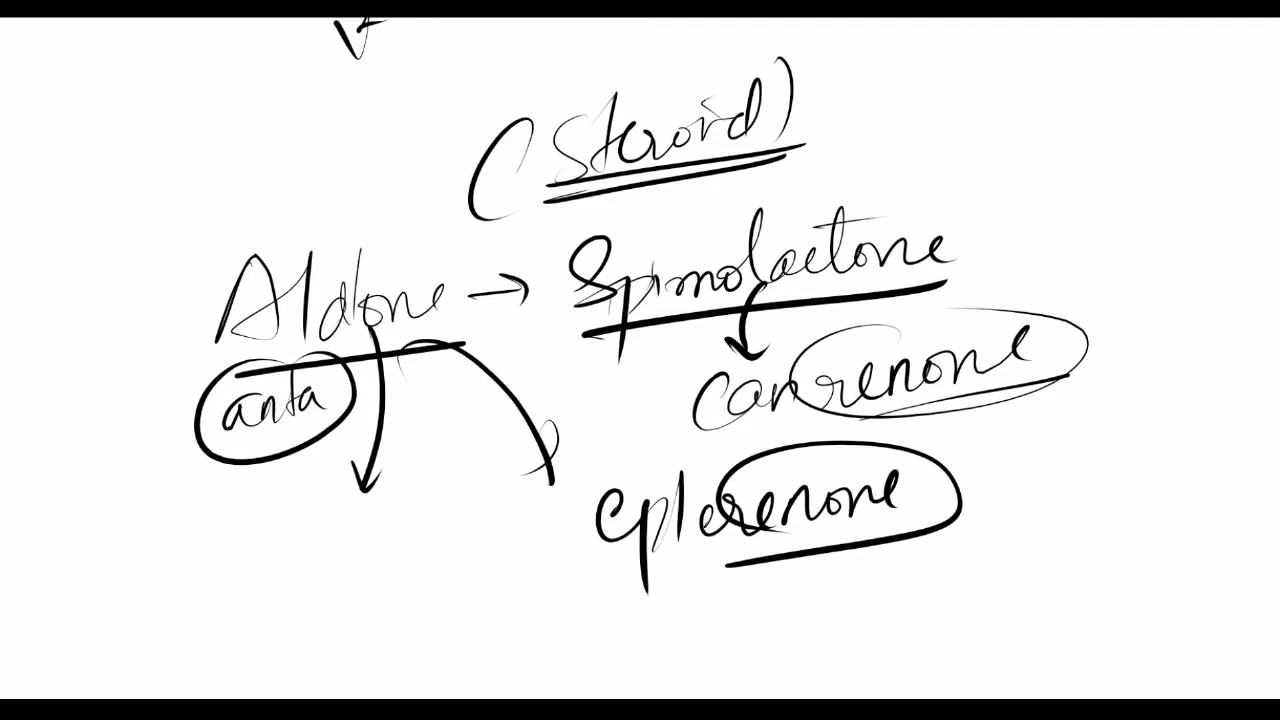 (Steroid)
Aldone → Spironolactone
anta
Canrenone
Eplerenone